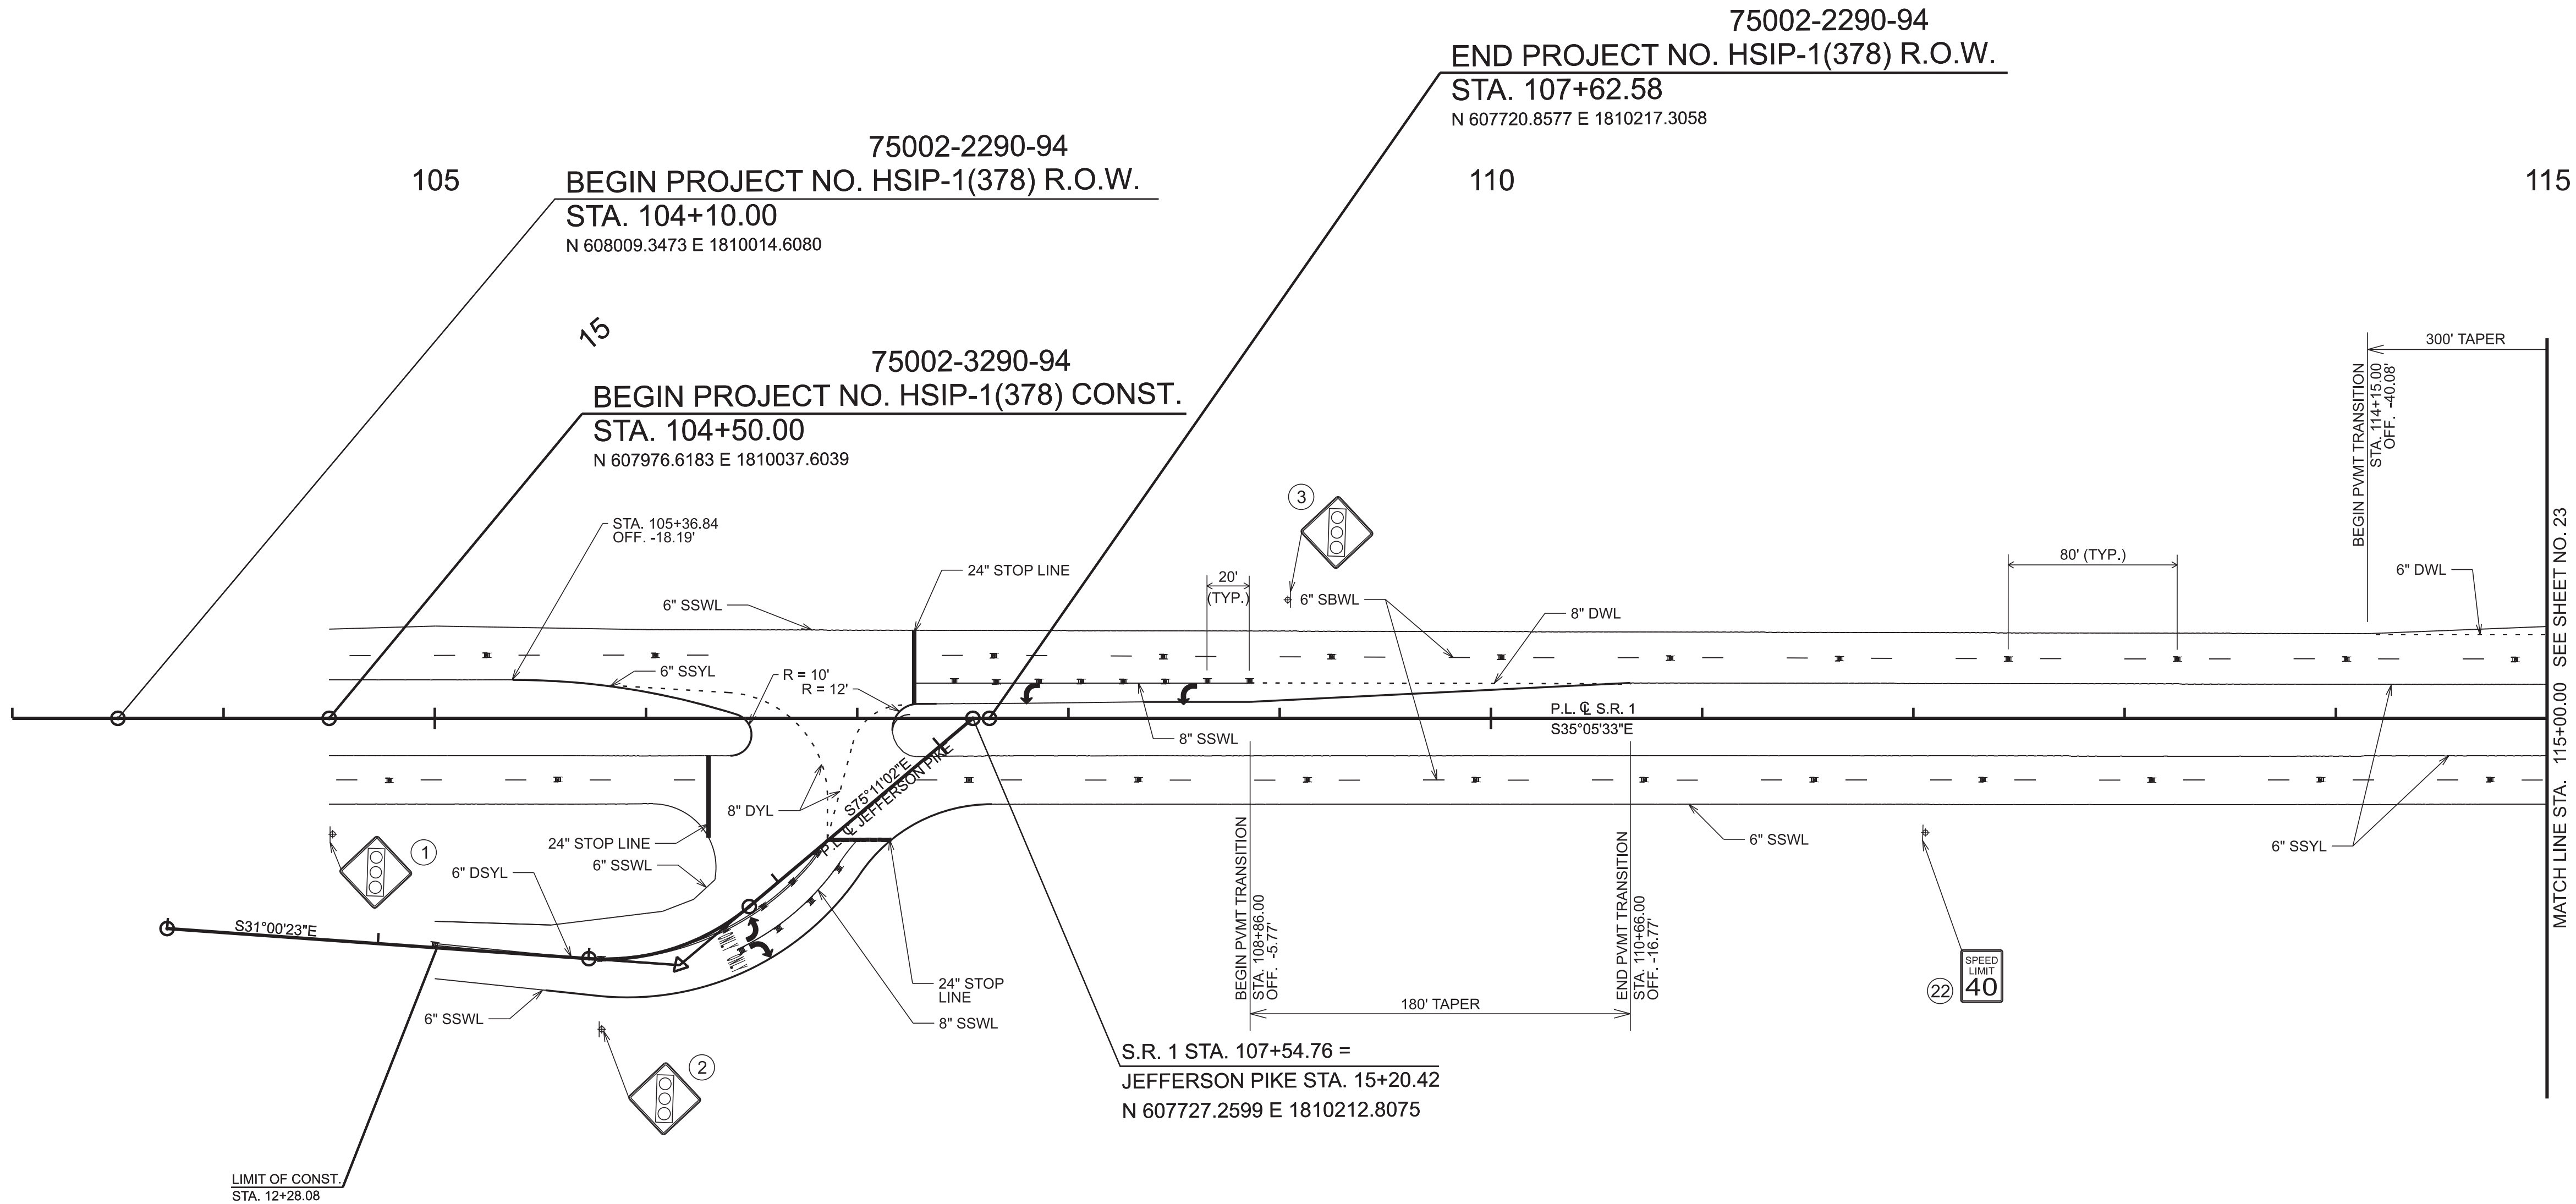 75002-2290-94
END PROJECT NO. HSIP-1(378) R.O.W.
STA. 107+62.58
N 607720.8577 E 1810217.3058
75002-2290-94
BEGIN PROJECT NO. HSIP-1(378) R.O.W.
STA. 104+10.00
N 608009.3473 E 1810014.6080
105
110
115
15
75002-3290-94
BEGIN PROJECT NO. HSIP-1(378) CONST.
STA. 104+50.00
N 607976.6183 E 1810037.6039
300' TAPER
BEGIN PVMT TRANSITION
STA. 114+15.00
OFF. -40.08'
STA. 105+36.84
OFF. -18.19'
3
24" STOP LINE
80' (TYP.)
6" DWL
20'
(TYP.)
6" SSWL
6" SBWL
8" DWL
6" SSYL
R = 10'
R = 12'
P.L. ℄ S.R. 1
S35°05'33"E
8" SSWL
S75°11'02"E
P.L. ℄ JEFFERSON PIKE
8" DYL
24" STOP LINE
6" SSWL
1
6" DSYL
6" SSWL
6" SSYL
MATCH LINE STA. 115+00.00 SEE SHEET NO. 23
S31°00'23"E
BEGIN PVMT TRANSITION
STA. 108+86.00
OFF. -5.77'
END PVMT TRANSITION
STA. 110+66.00
OFF. -16.77'
180' TAPER
SPEED
LIMIT
40
22
24" STOP
LINE
8" SSWL
6" SSWL
2
S.R. 1 STA. 107+54.76 =
JEFFERSON PIKE STA. 15+20.42
N 607727.2599 E 1810212.8075
LIMIT OF CONST.
STA. 12+28.08